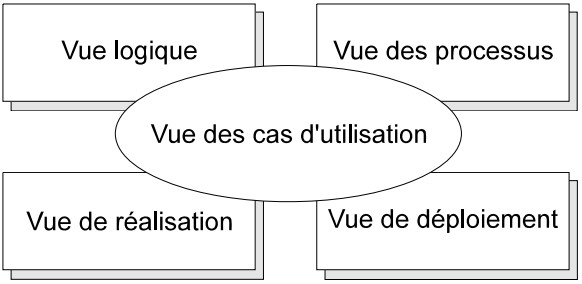 Vue logique
Vue des processus
Vue des cas d'utilisation
Vue de réalisation
Vue de déploiement